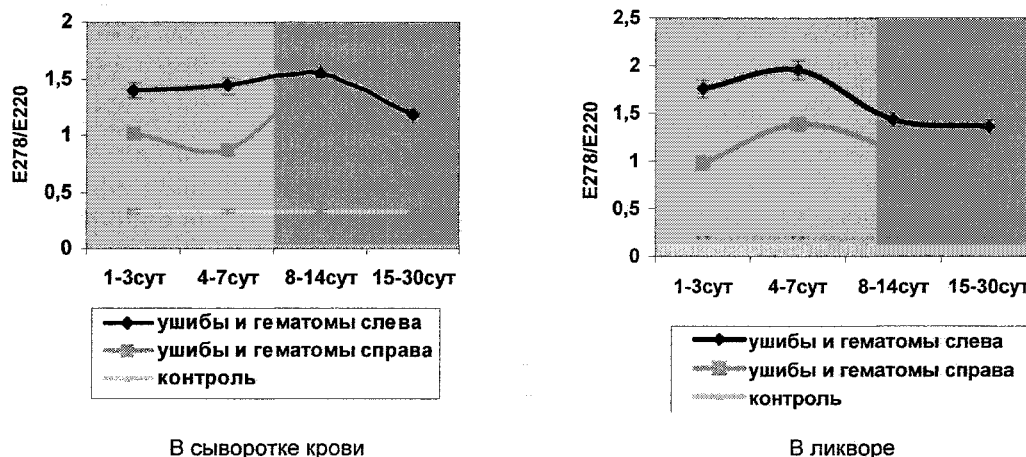 2
1,5
1
0,5
0
E278/E220
1-3сут 4-7сут 8-14сут 15-30сут
ушибы и гематомы слева
ушибы и гематомы справа
контроль
В сыворотке крови
2,5
2
1,5
1
0,5
0
E278/E220
1-3сут 4-7сут 8-14сут 15-30сут
ушибы и гематомы слева
ушибы и гематомы справа
контроль
В ликворе